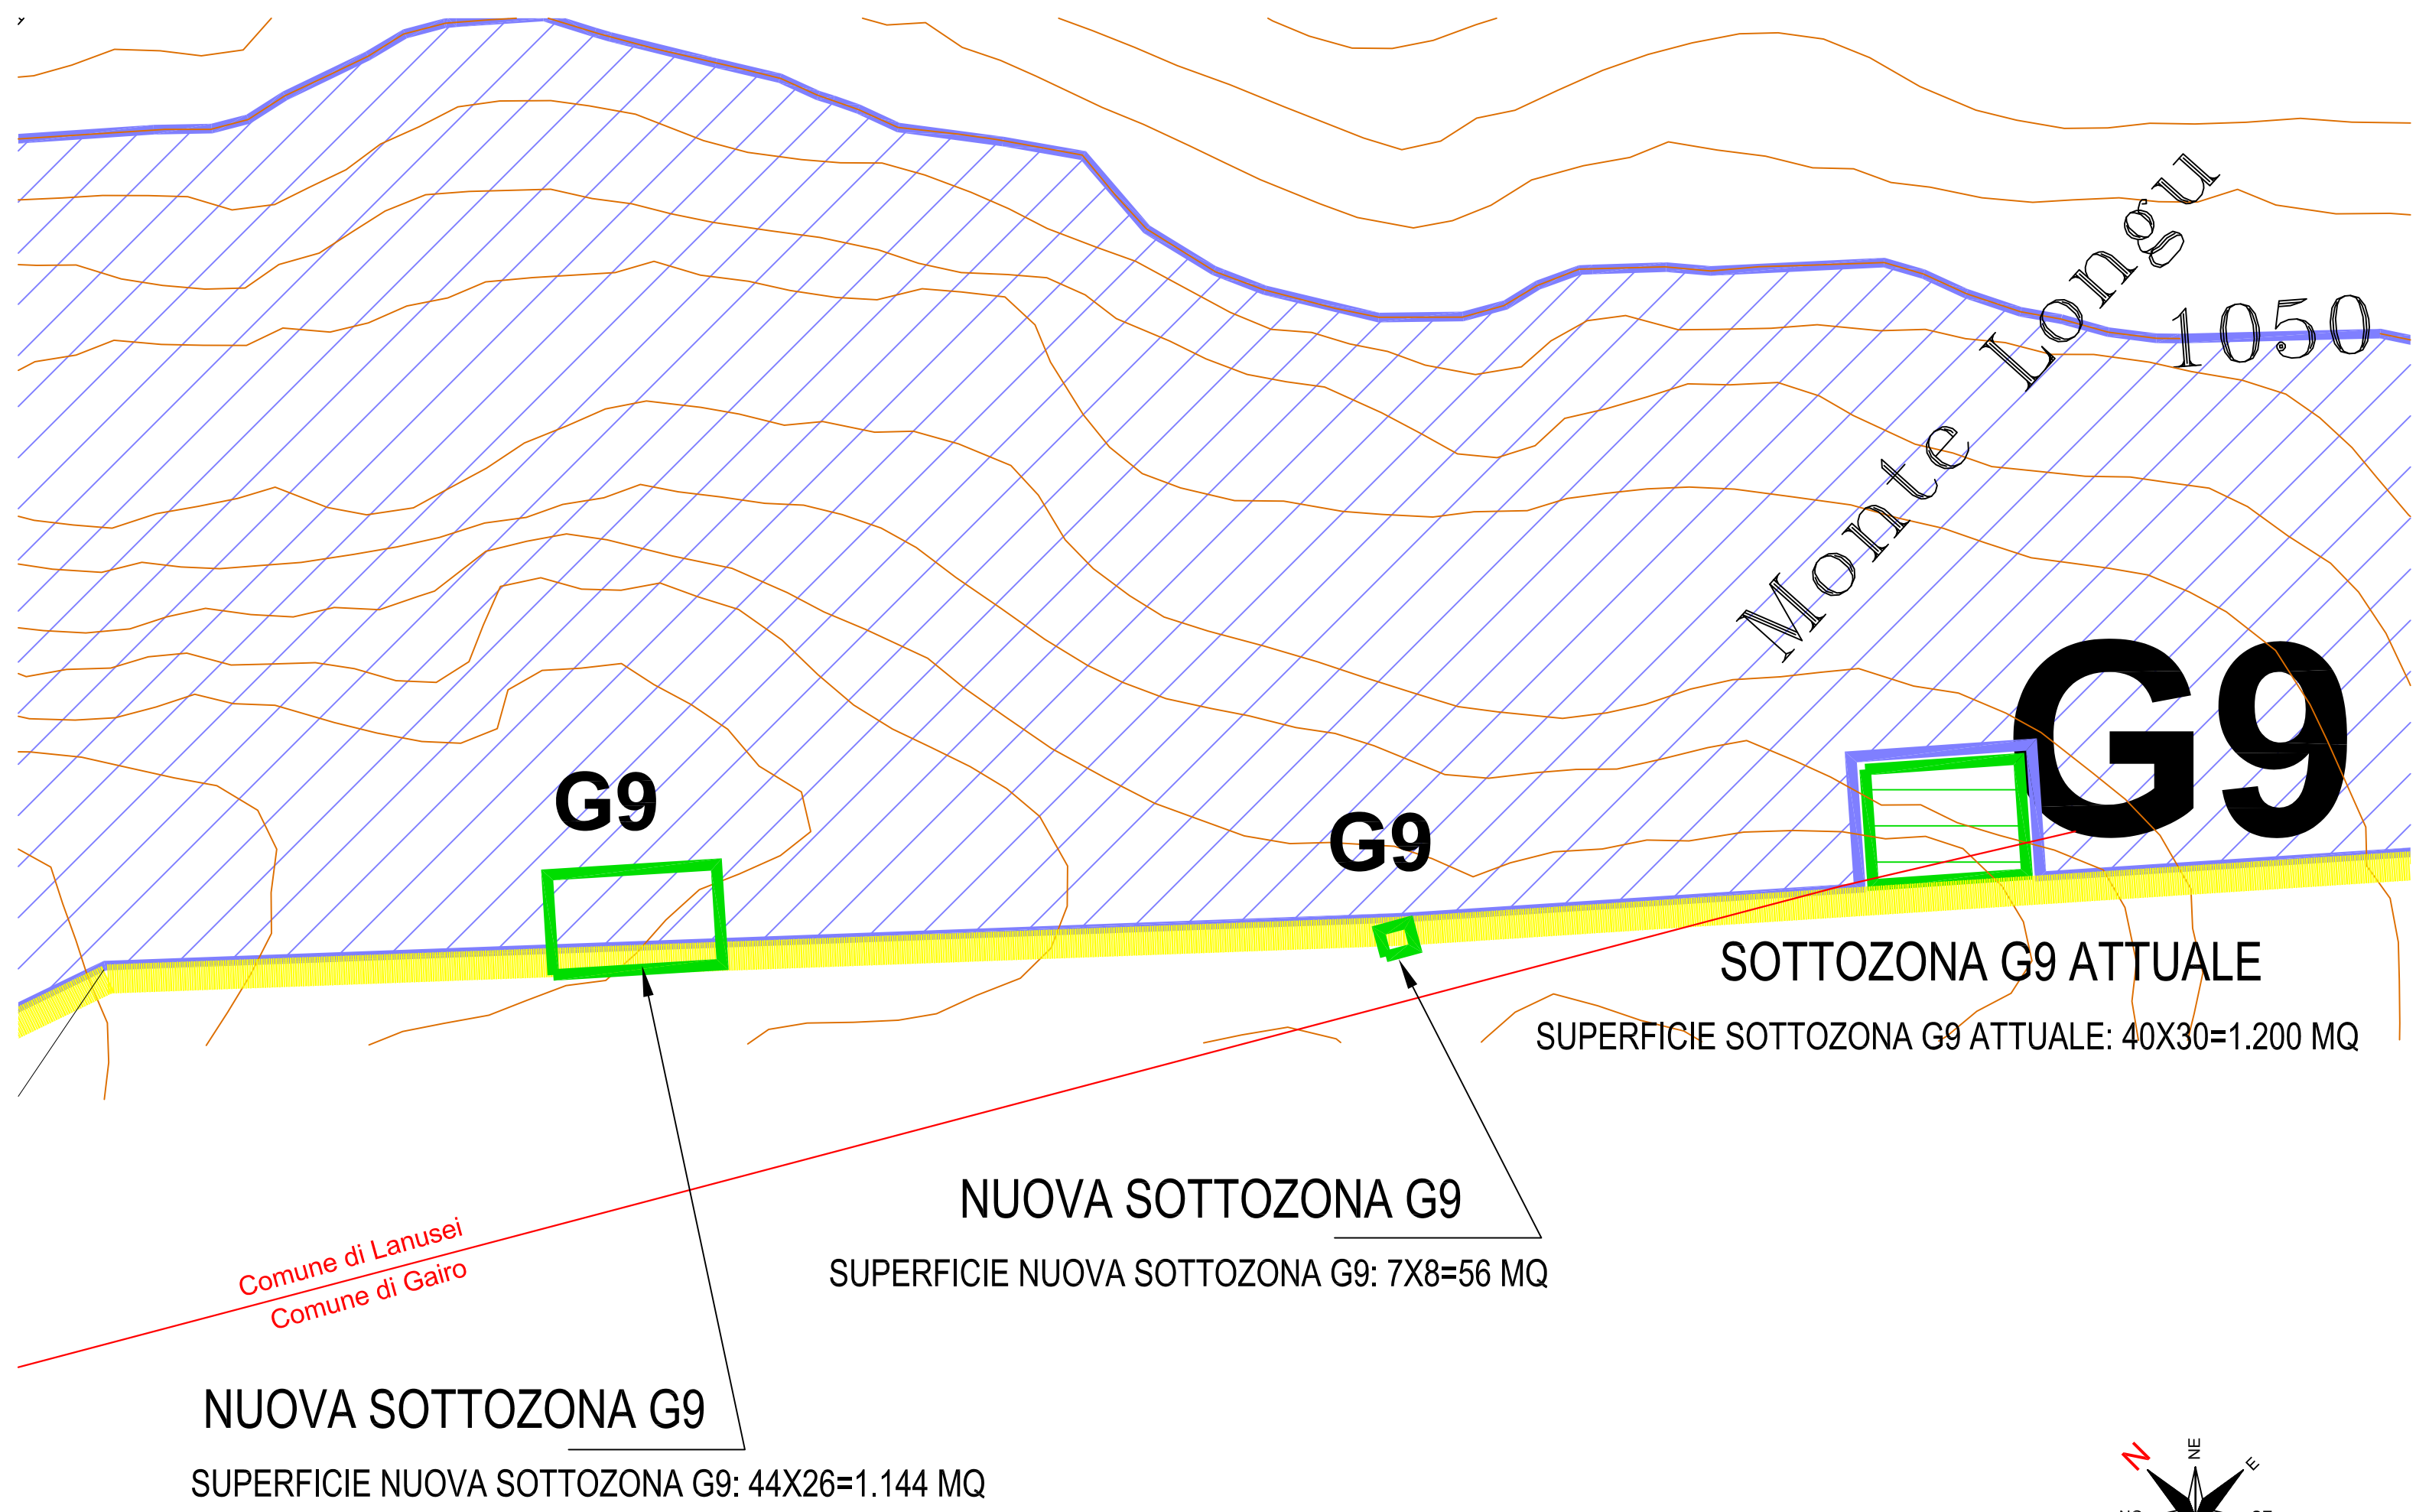 Monte Longu
1050
G9
G9
G9
SOTTOZONA G9 ATTUALE
SUPERFICIE SOTTOZONA G9 ATTUALE: 40X30=1.200 MQ
NUOVA SOTTOZONA G9
SUPERFICIE NUOVA SOTTOZONA G9: 7X8=56 MQ
Comune di Lanusei
Comune di Gairo
NUOVA SOTTOZONA G9
SUPERFICIE NUOVA SOTTOZONA G9: 44X26=1.144 MQ
N
NE
E